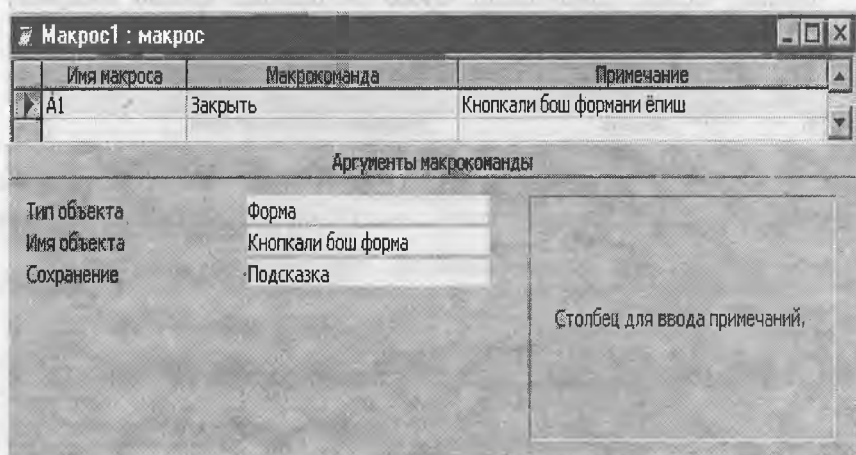 Макрос1 : макрос
Имя макроса Макрокоманда Примечание
A1 Закрыть Кнопкали бош формани ёпиш
Аргументы макрокоманды
Тип объекта Форма
Имя объекта Кнопкали бош форма
Сохранение Подсказка
Столбец для ввода примечаний.